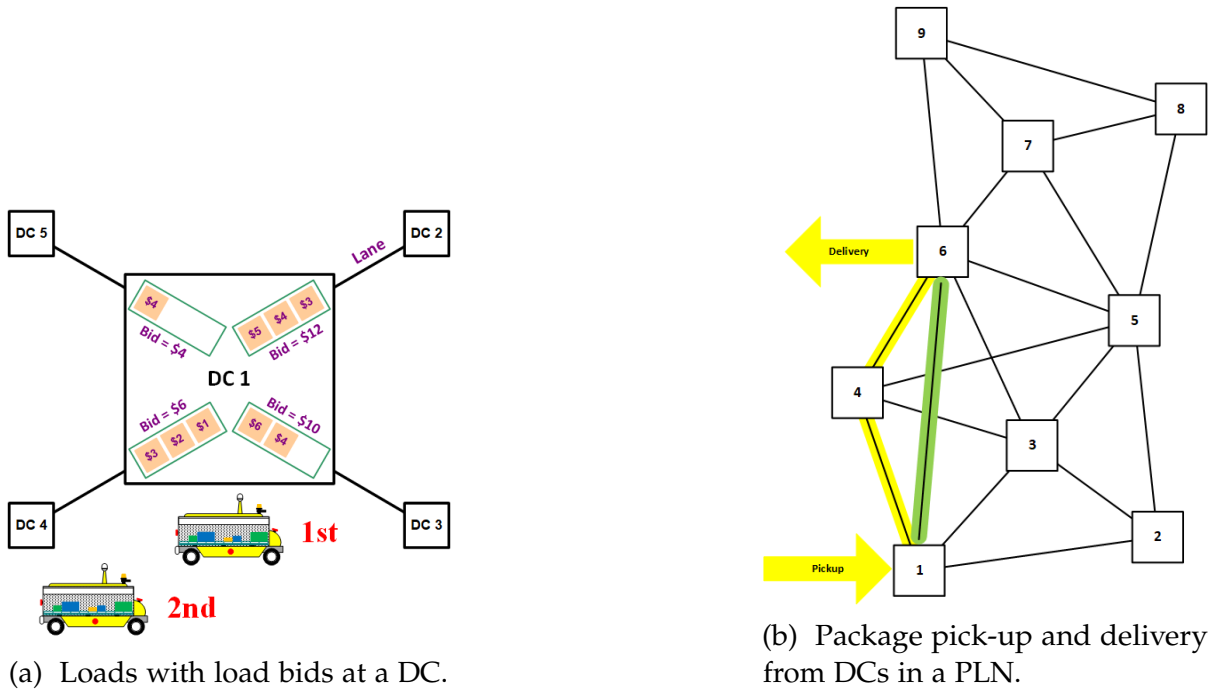 DC 5
DC 2
Lane
$4
Bid = $4
$5 $4 $3
Bid = $12
DC 1
Bid = $6
$3 $2 $1
Bid = $10
$6 $4
DC 4
DC 3
1st
2nd
(a) Loads with load bids at a DC.
9
8
7
Delivery
6
5
4
3
2
Pickup
1
(b) Package pick-up and delivery
from DCs in a PLN.